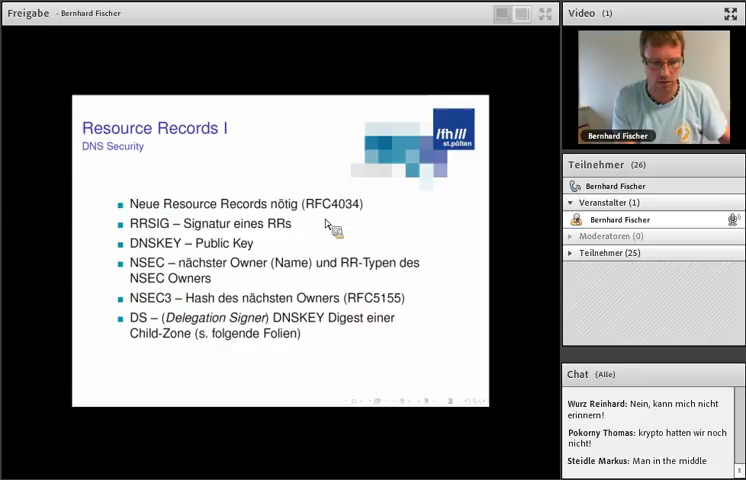 Freigabe - Bernhard Fischer
Resource Records I
DNS Security
/fh///
st.pölten
Neue Resource Records nötig (RFC4034)
RRSIG – Signatur eines RRs
DNSKEY – Public Key
NSEC – nächster Owner (Name) und RR-Typen des
NSEC Owners
NSEC3 – Hash des nächsten Owners (RFC5155)
DS – (Delegation Signer) DNSKEY Digest einer
Child-Zone (s. folgende Folien)
Video (1)
Bernhard Fischer
Teilnehmer (26)
Bernhard Fischer
Veranstalter (1)
Bernhard Fischer
Moderatoren (0)
Teilnehmer (25)
Chat (Alle)
Wurz Reinhard: Nein, kann mich nicht
erinnern!
Pokorny Thomas: krypto hatten wir noch
nicht!
Steidle Markus: Man in the middle